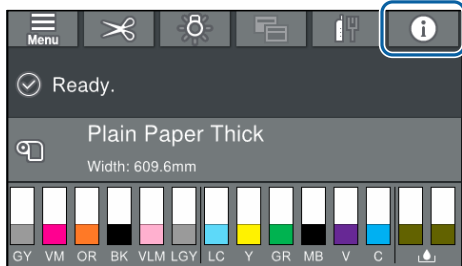 Menu
Ready.
Plain Paper Thick
Width: 609.6mm
GY VM OR BK VLM LGY LC Y GR MB V C